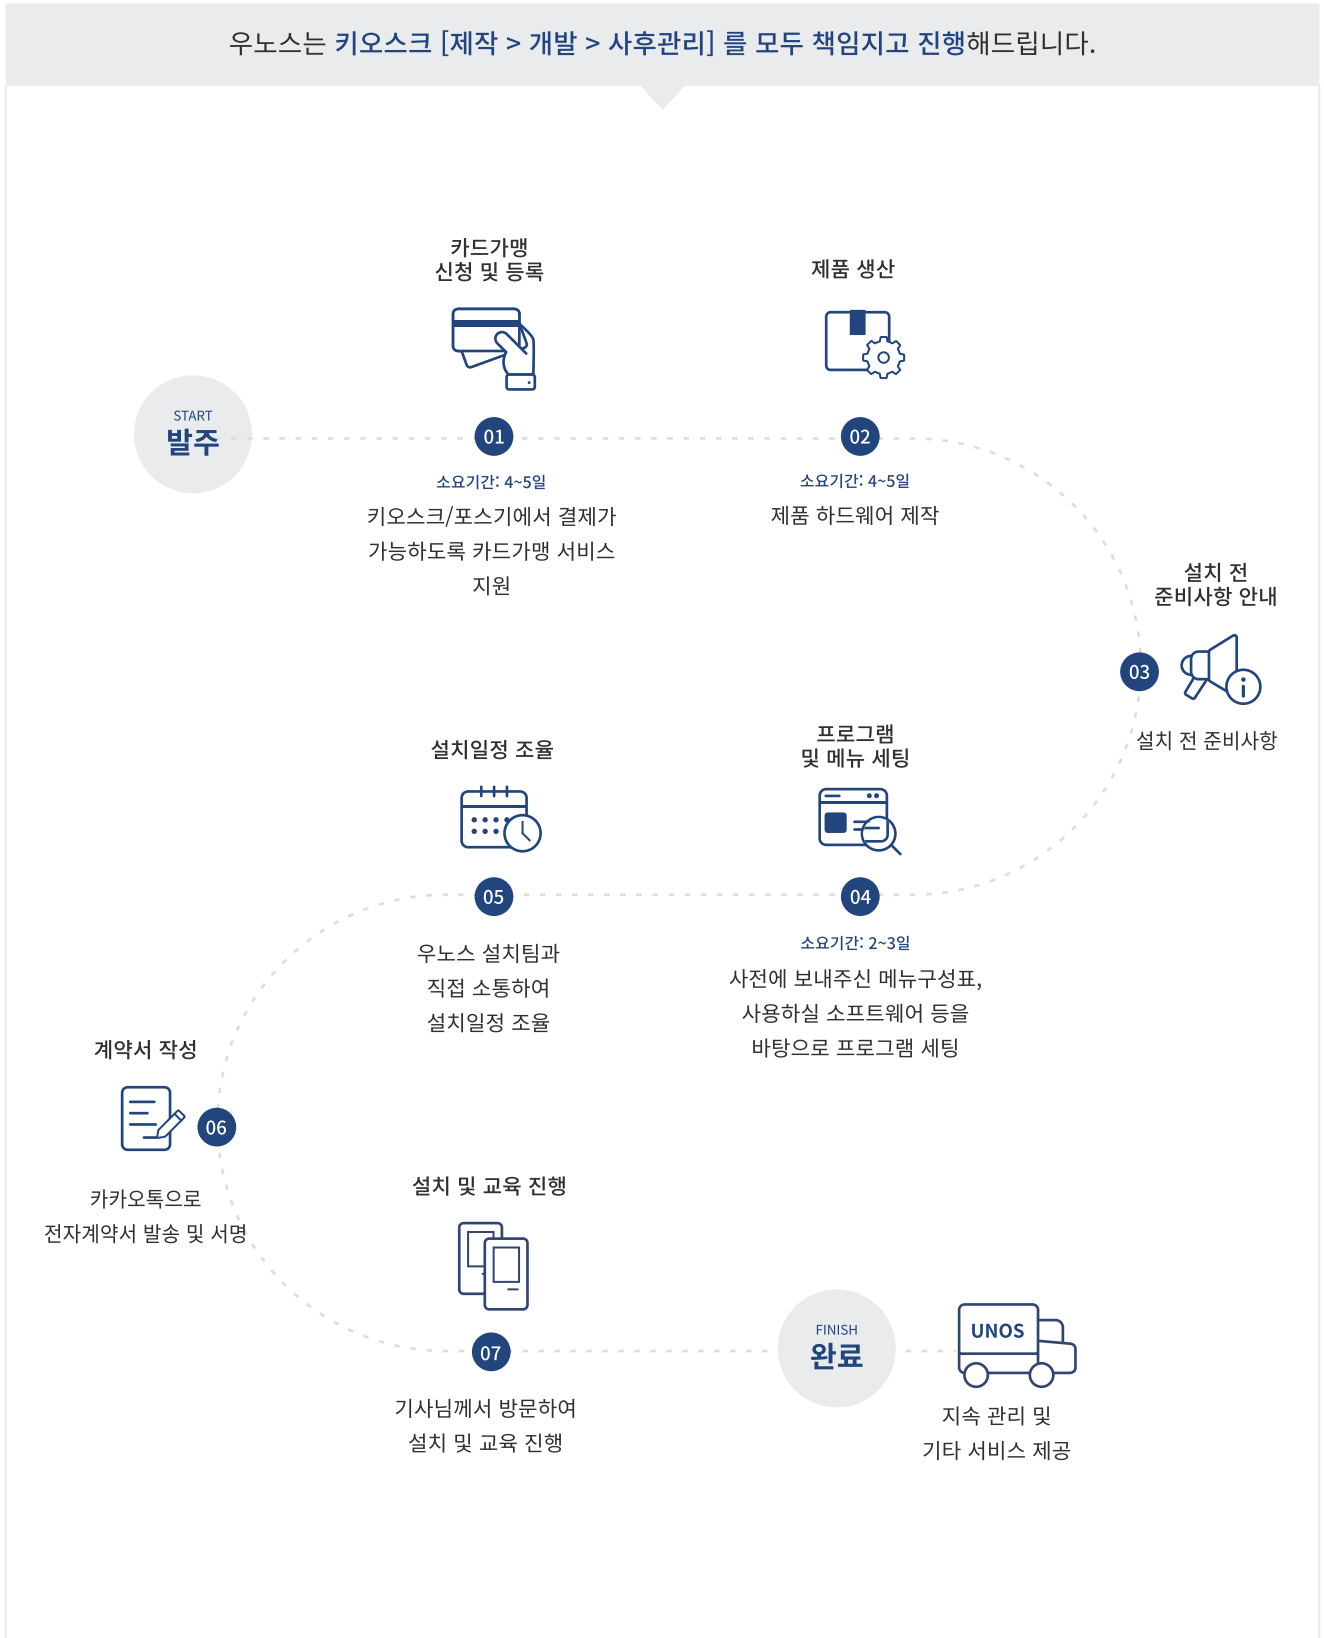 우노스는 키오스크 [제작 > 개발 > 사후관리] 를 모두 책임지고 진행해드립니다.
START
발주
카드가맹
신청 및 등록
01
소요기간: 4~5일
키오스크/포스기에서 결제가
가능하도록 카드가맹 서비스
지원
제품 생산
02
소요기간: 4~5일
제품 하드웨어 제작
설치 전
준비사항 안내
03
설치 전 준비사항
프로그램
및 메뉴 세팅
04
소요기간: 2~3일
사전에 보내주신 메뉴구성표,
사용하실 소프트웨어 등을
바탕으로 프로그램 세팅
설치일정 조율
05
우노스 설치팀과
직접 소통하여
설치일정 조율
계약서 작성
06
카카오톡으로
전자계약서 발송 및 서명
설치 및 교육 진행
07
기사님께서 방문하여
설치 및 교육 진행
FINISH
완료
UNOS
지속 관리 및
기타 서비스 제공